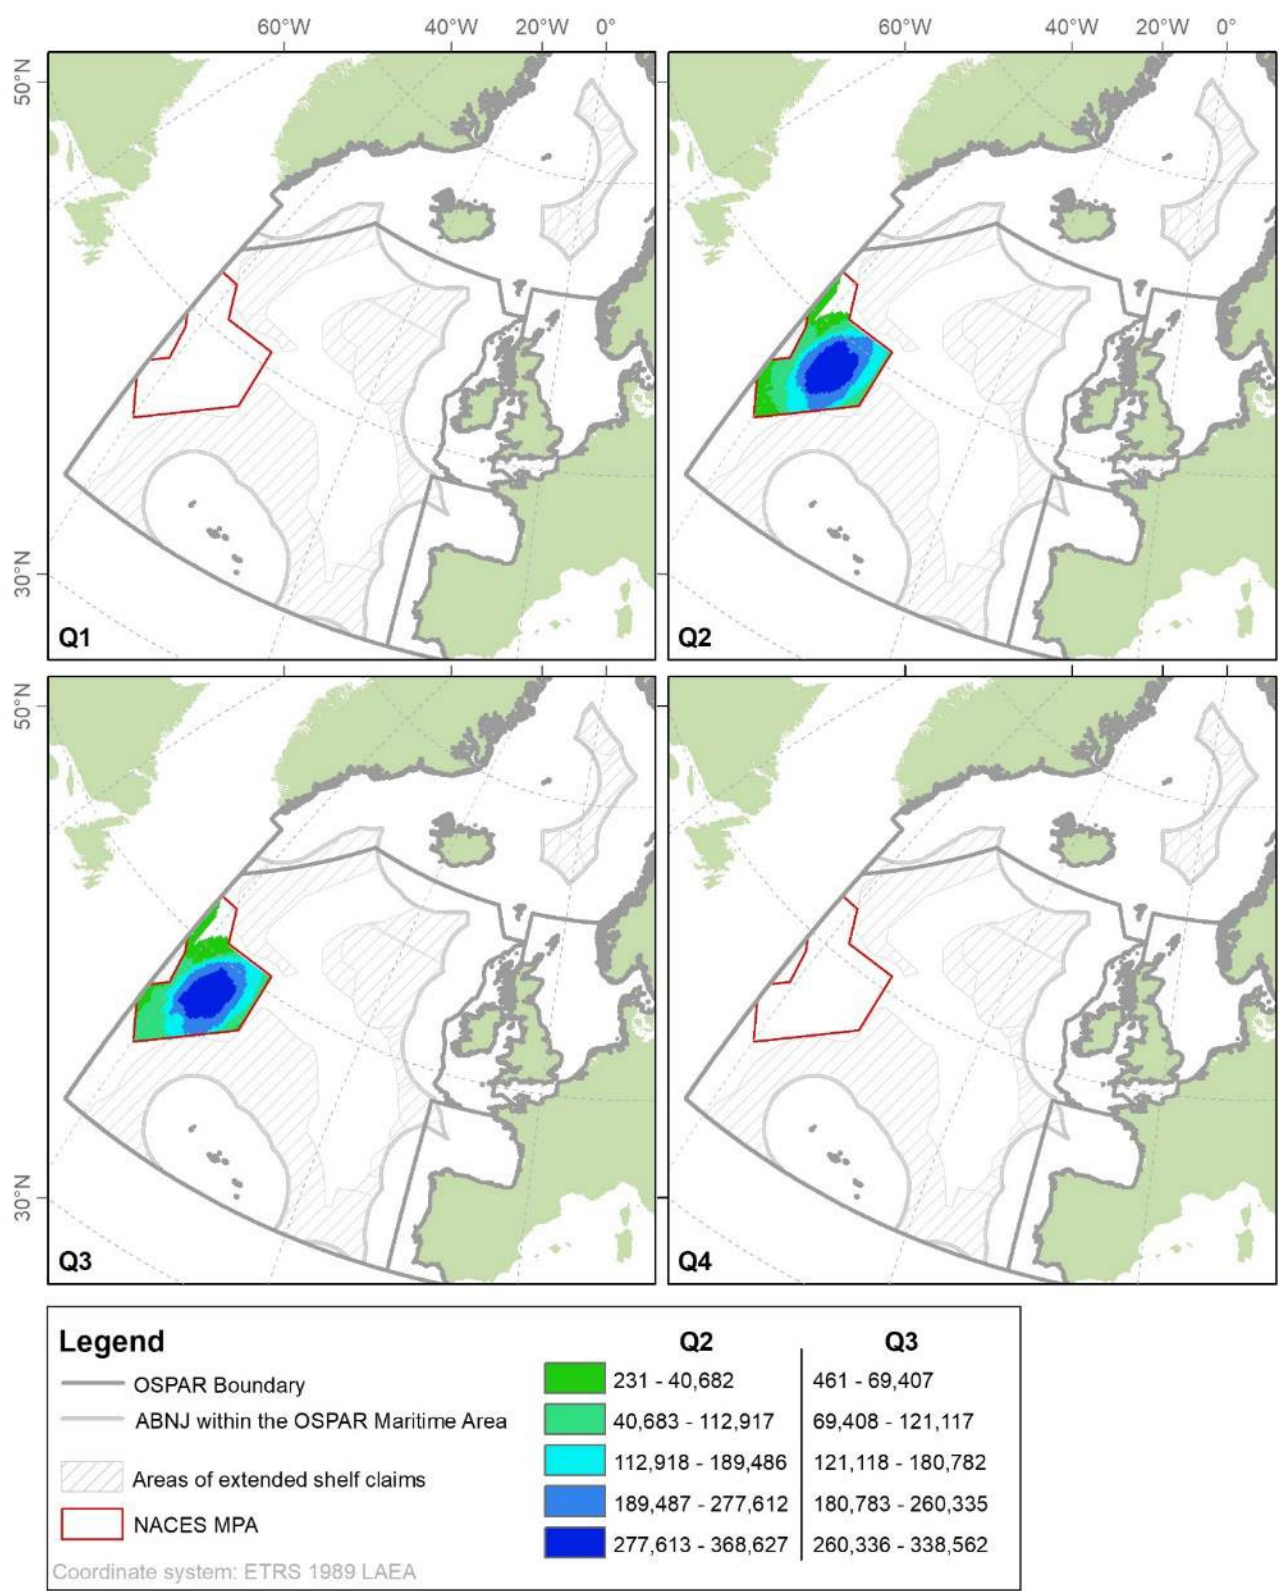 60°W 40°W 20°W 0° 60°W 40°W 20°W 0°
50°N
30°N
Q1 Q2
50°N
30°N
Q3 Q4
Legend Q2 Q3
OSPAR Boundary 231 - 40,682 461 - 69,407
ABNJ within the OSPAR Maritime Area 40,683 - 112,917 69,408 - 121,117
112,918 - 189,486 121,118 - 180,782
Areas of extended shelf claims 189,487 - 277,612 180,783 - 260,335
NACES MPA 277,613 - 368,627 260,336 - 338,562
Coordinate system: ETRS 1989 LAEA